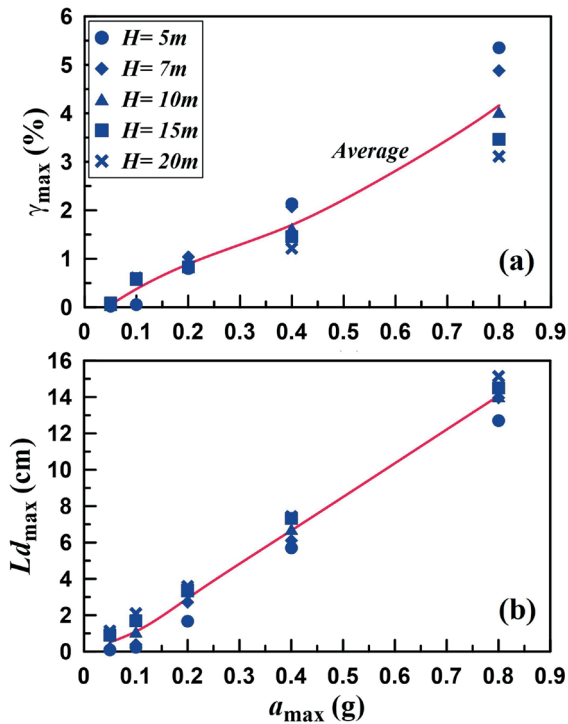 6
5
4
3
2
1
0
γmax (%)
H= 5m
H= 7m
H= 10m
H= 15m
H= 20m
Average
(a)
0 0.1 0.2 0.3 0.4 0.5 0.6 0.7 0.8 0.9
16
14
12
10
8
6
4
2
0
Ldmax (cm)
(b)
0 0.1 0.2 0.3 0.4 0.5 0.6 0.7 0.8 0.9
amax (g)